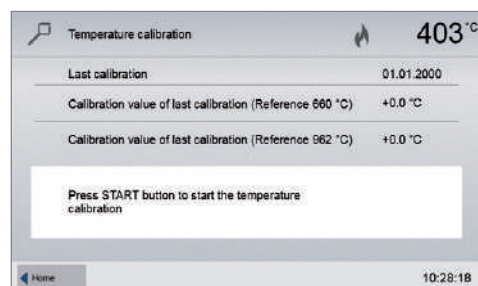 Temperature calibration 403 °C
Last calibration 01.01.2000
Calibration value of last calibration (Reference 660 °C) +0.0 °C
Calibration value of last calibration (Reference 962 °C) +0.0 °C
Press START button to start the temperature
calibration
Home 10:28:18